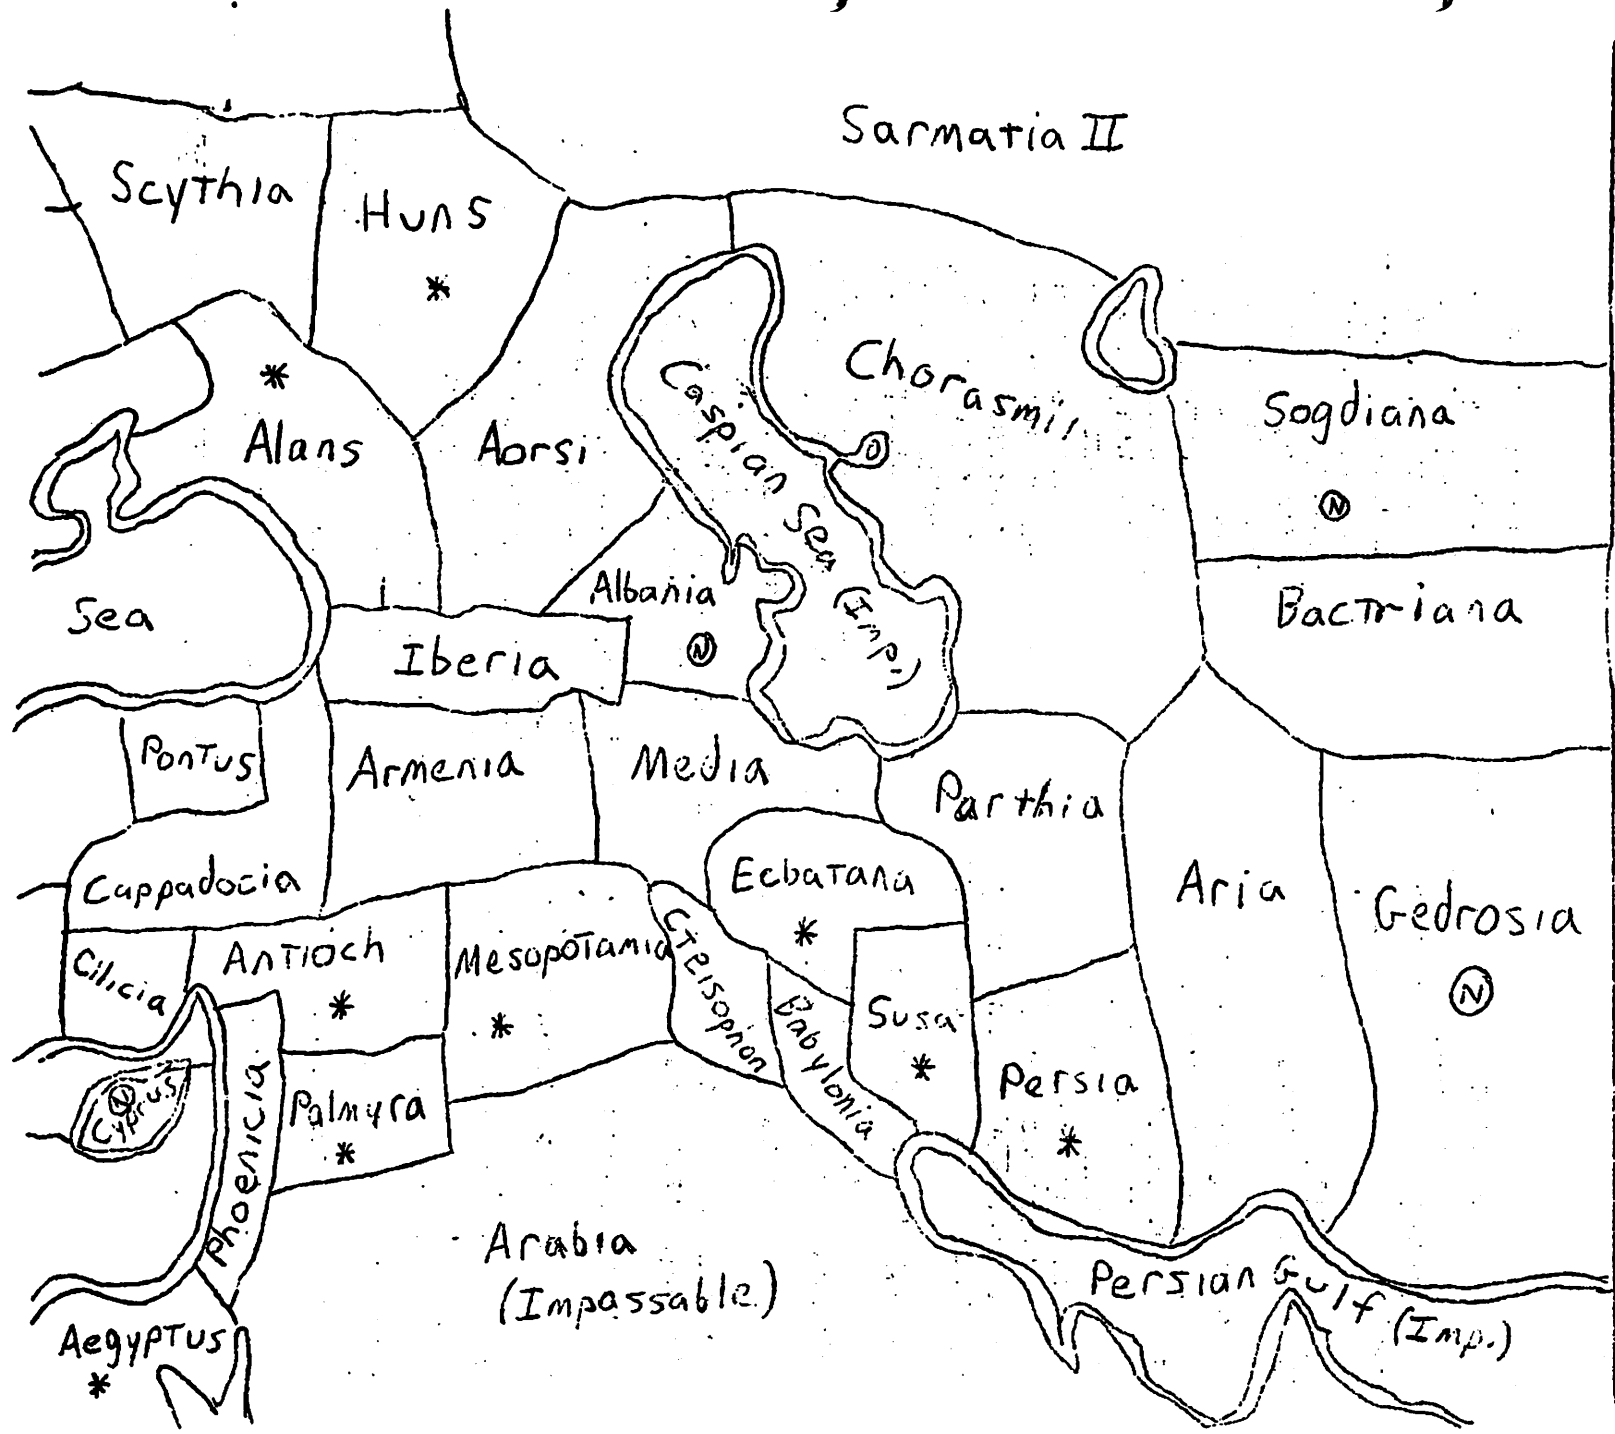 Sarmatia II
Scythia
Huns
*
*
Alans
Aorsi
Caspian Sea (Imp.)
Chorasmii
Sogdiana
N
Sea
Iberia
Albania
N
Bactriana
Pontus
Armenia
Media
Parthia
Cappadocia
Ecbatana
*
Aria
Gedrosia
N
Cilicia
Antioch
*
Mesopotamia
*
Cteisophon
Babylonia
Susa
*
Persia
*
N
Cyprus
Phoenicia
Palmyra
*
Arabia
(Impassable)
Persian Gulf (Imp.)
Aegyptus
*